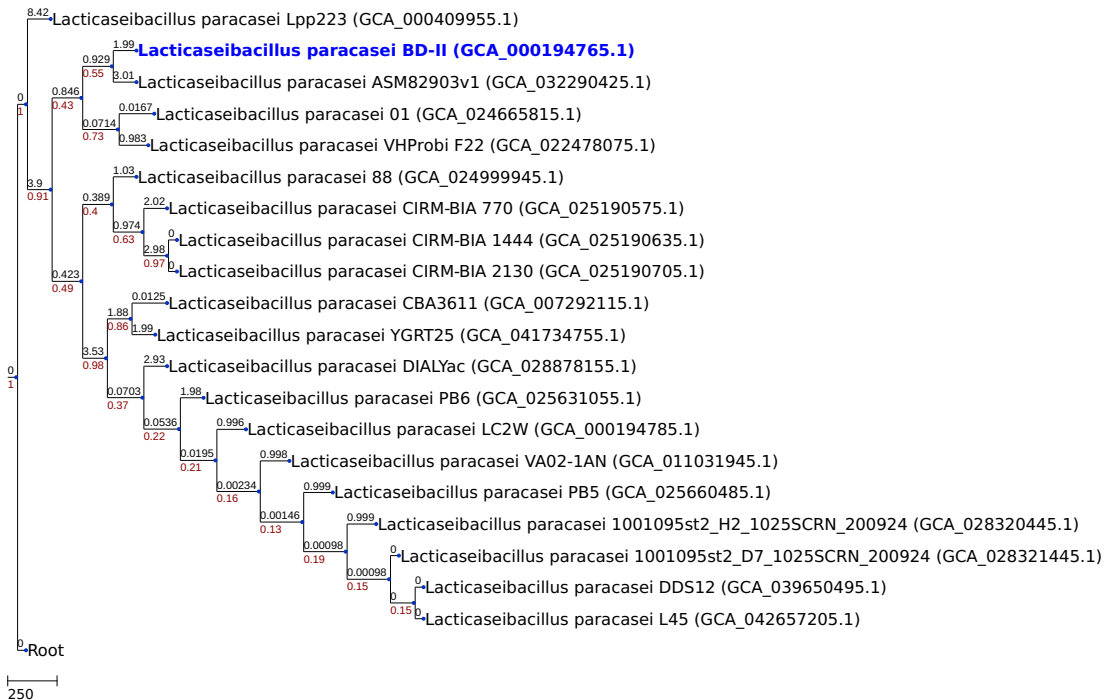 8.42 Lacticaseibacillus paracasei Lpp223 (GCA_000409955.1)
1.99 Lacticaseibacillus paracasei BD-II (GCA_000194765.1)
0.929
0.55
3.01 Lacticaseibacillus paracasei ASM82903v1 (GCA_032290425.1)
0.846
0.43
0
1
0.0167 Lacticaseibacillus paracasei 01 (GCA_024665815.1)
0.0714
0.73
0.983 Lacticaseibacillus paracasei VHProbi F22 (GCA_022478075.1)
1.03 Lacticaseibacillus paracasei 88 (GCA_024999945.1)
3.9
0.91
0.389
0.4
2.02 Lacticaseibacillus paracasei CIRM-BIA 770 (GCA_025190575.1)
0.974
0.63
0 Lacticaseibacillus paracasei CIRM-BIA 1444 (GCA_025190635.1)
2.98
0.97
0 Lacticaseibacillus paracasei CIRM-BIA 2130 (GCA_025190705.1)
0.423
0.49
0.0125 Lacticaseibacillus paracasei CBA3611 (GCA_007292115.1)
1.88
0.86
1.99 Lacticaseibacillus paracasei YGRT25 (GCA_041734755.1)
3.53
0.98
2.93 Lacticaseibacillus paracasei DIALYac (GCA_028878155.1)
0
1
0.0703
0.37
1.98 Lacticaseibacillus paracasei PB6 (GCA_025631055.1)
0.0536
0.22
0.996 Lacticaseibacillus paracasei LC2W (GCA_000194785.1)
0.0195
0.21
0.998 Lacticaseibacillus paracasei VA02-1AN (GCA_011031945.1)
0.00234
0.16
0.999 Lacticaseibacillus paracasei PB5 (GCA_025660485.1)
0.00146
0.13
0.999 Lacticaseibacillus paracasei 1001095st2_H2_1025SCRN_200924 (GCA_028320445.1)
0.00098
0.19
0 Lacticaseibacillus paracasei 1001095st2_D7_1025SCRN_200924 (GCA_028321445.1)
0.00098
0.15
0 Lacticaseibacillus paracasei DDS12 (GCA_039650495.1)
0
0.15
0 Lacticaseibacillus paracasei L45 (GCA_042657205.1)
0 Root
250